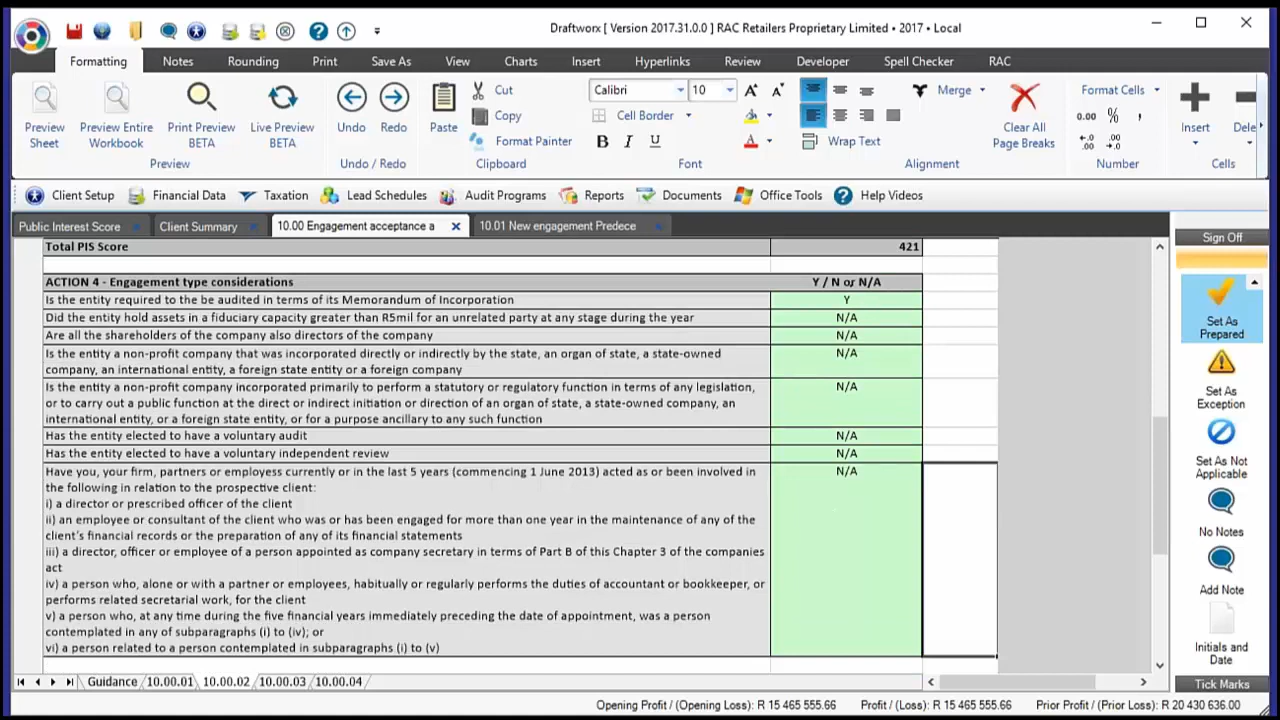 Draftworx [ Version 2017.31.0.0 ] RAC Retailers Proprietary Limited • 2017 • Local
Formatting Notes Rounding Print Save As View Charts Insert Hyperlinks Review Developer Spell Checker RAC
Preview Sheet
Preview Entire Workbook
Print Preview BETA
Live Preview BETA
Preview
Undo
Redo
Undo / Redo
Paste
Cut
Copy
Format Painter
Clipboard
Calibri 10
Cell Border
B I U
Font
Wrap Text
Merge
Clear All Page Breaks
Alignment
Format Cells
0.00 % ,
Number
Insert
Dele
Cells
Client Setup Financial Data Taxation Lead Schedules Audit Programs Reports Documents Office Tools Help Videos
Public Interest Score Client Summary 10.00 Engagement acceptance a 10.01 New engagement Predece
Total PIS Score 421
ACTION 4 - Engagement type considerations Y / N or N/A
Is the entity required to the be audited in terms of its Memorandum of Incorporation Y
Did the entity hold assets in a fiduciary capacity greater than R5mil for an unrelated party at any stage during the year N/A
Are all the shareholders of the company also directors of the company N/A
Is the entity a non-profit company that was incorporated directly or indirectly by the state, an organ of state, a state-owned N/A
company, an international entity, a foreign state entity or a foreign company
Is the entity a non-profit company incorporated primarily to perform a statutory or regulatory function in terms of any legislation, N/A
or to carry out a public function at the direct or indirect initiation or direction of an organ of state, a state-owned company, an
international entity, or a foreign state entity, or for a purpose ancillary to any such function
Has the entity elected to have a voluntary audit N/A
Has the entity elected to have a voluntary independent review N/A
Have you, your firm, partners or employess currently or in the last 5 years (commencing 1 June 2013) acted as or been involved in N/A
the following in relation to the prospective client:
i) a director or prescribed officer of the client
ii) an employee or consultant of the client who was or has been engaged for more than one year in the maintenance of any of the
client's financial records or the preparation of any of its financial statements
iii) a director, officer or employee of a person appointed as company secretary in terms of Part B of this Chapter 3 of the companies
act
iv) a person who, alone or with a partner or employees, habitually or regularly performs the duties of accountant or bookkeeper, or
performs related secretarial work, for the client
v) a person who, at any time during the five financial years immediately preceding the date of appointment, was a person
contemplated in any of subparagraphs (i) to (iv); or
vi) a person related to a person contemplated in subparagraphs (i) to (v)
Sign Off
Set As Prepared
Set As Exception
Set As Not Applicable
No Notes
Add Note
Initials and Date
Tick Marks
Guidance 10.00.01 10.00.02 10.00.03 10.00.04
Opening Profit / (Opening Loss): R 15 465 555.66 Profit / (Loss): R 15 465 555.66 Prior Profit / (Prior Loss): R 20 430 636.00